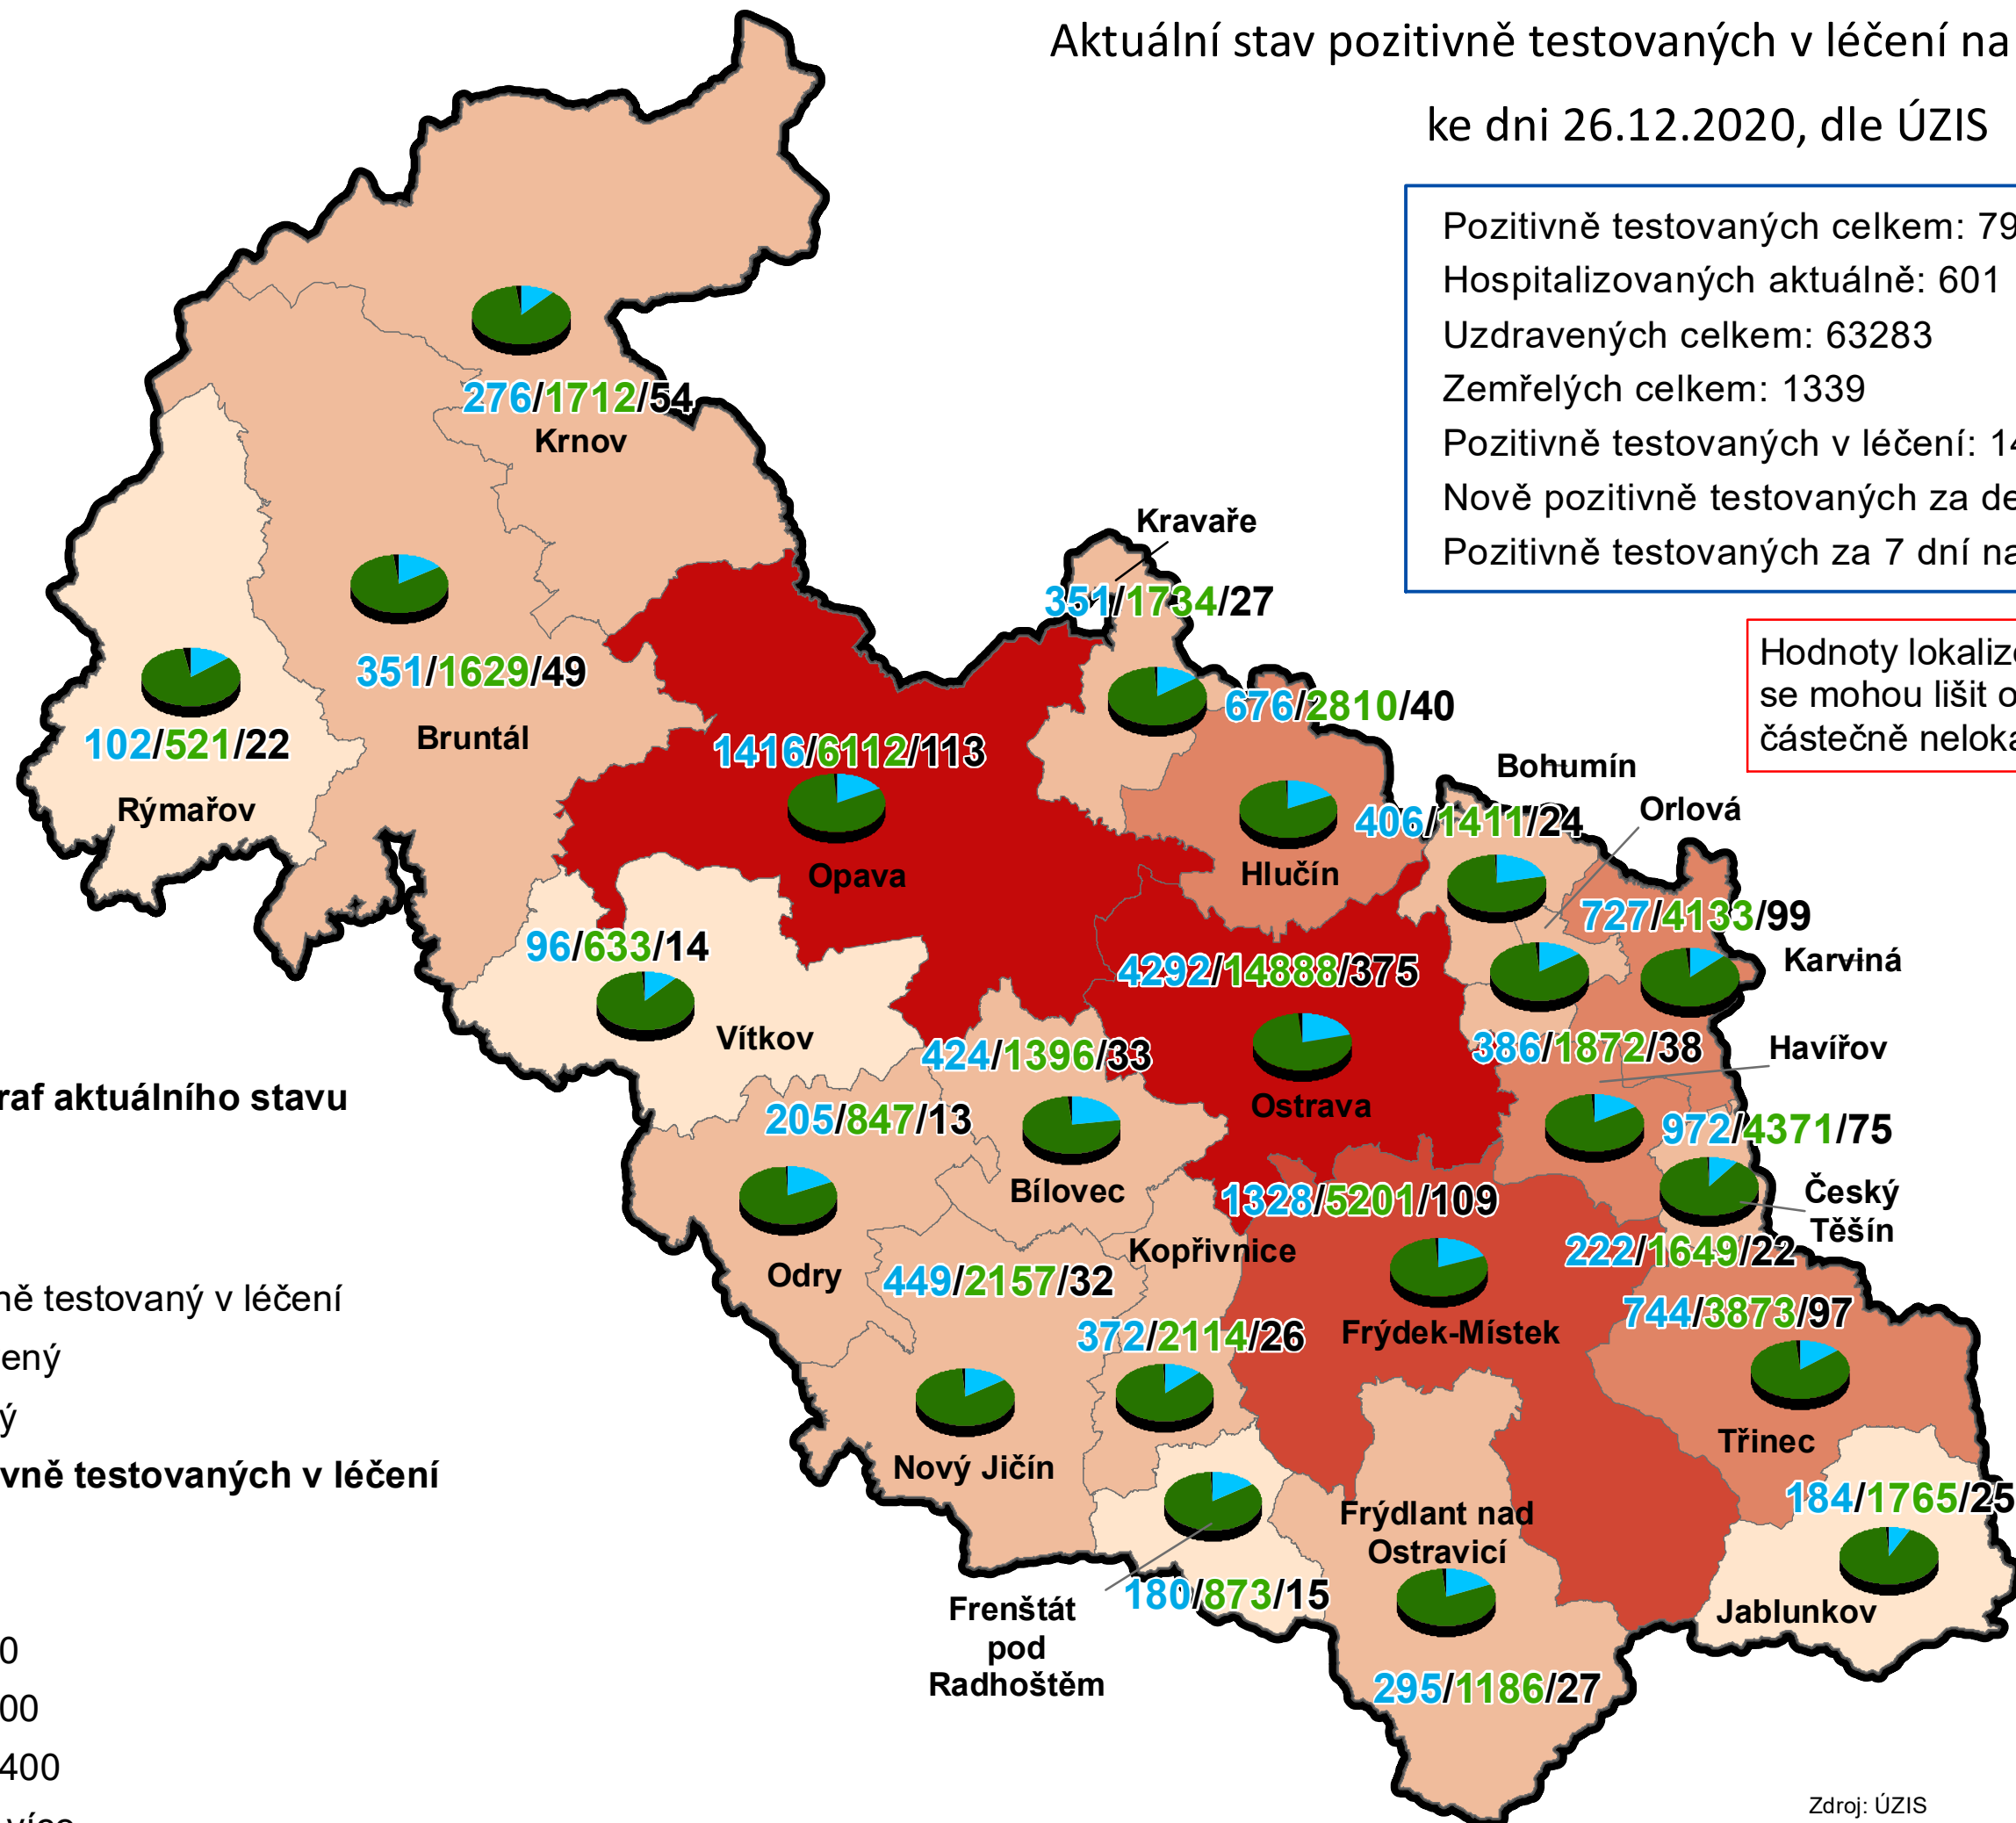 Aktuální stav pozitivně testovaných v léčení na
ke dni 26.12.2020, dle ÚZIS
Pozitivně testovaných celkem: 79
Hospitalizovaných aktuálně: 601
Uzdravených celkem: 63283
Zemřelých celkem: 1339
Pozitivně testovaných v léčení: 14
Nově pozitivně testovaných za de
Pozitivně testovaných za 7 dní na
Hodnoty lokalizo
se mohou lišit o
částečně neloka
276/1712/54
Krnov
Kravaře
351/1734/27
351/1629/49
Bruntál
102/521/22
Rýmařov
676/2810/40
Hlučín
1416/6112/113
Opava
Bohumín
406/1411/24
Orlová
727/4133/99
Karviná
96/633/14
Vítkov
4292/14888/375
Ostrava
386/1872/38
Havířov
424/1396/33
Bílovec
205/847/13
Odry
972/4371/75
Český
Těšín
222/1649/22
1328/5201/109
Frýdek-Místek
Kopřivnice
372/2114/26
449/2157/32
Nový Jičín
744/3873/97
Třinec
184/1765/25
Jablunkov
Frýdlant nad
Ostravicí
295/1186/27
180/873/15
Frenštát
pod
Radhoštěm
raf aktuálního stavu
ně testovaný v léčení
ený
ý
vně testovaných v léčení
0
00
400
více
Zdroj: ÚZIS